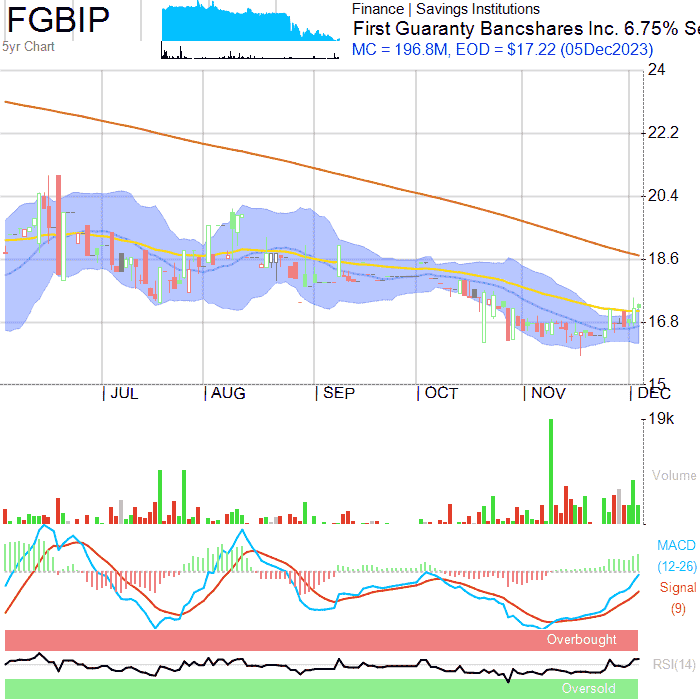 FGBIP
5yr Chart
Finance | Savings Institutions
First Guaranty Bancshares Inc. 6.75% Se
MC = 196.8M, EOD = $17.22 (05Dec2023)
24
22.2
20.4
18.6
16.8
15
JUL
AUG
SEP
OCT
NOV
DEC
19k
Volume
MACD
(12-26)
Signal
(9)
Overbought
RSI(14)
Oversold